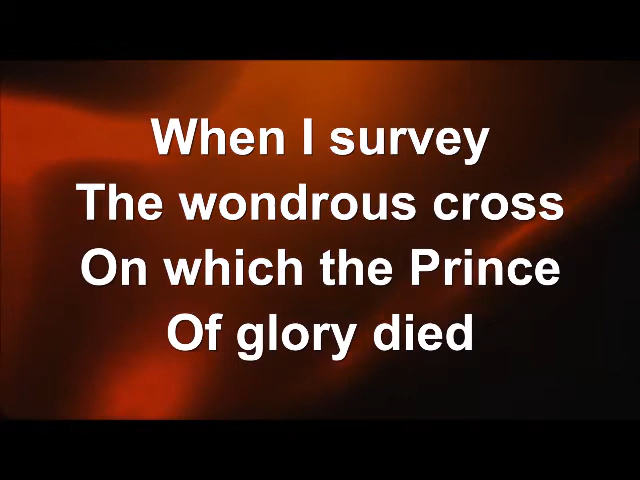 When I survey
The wondrous cross
On which the Prince
Of glory died